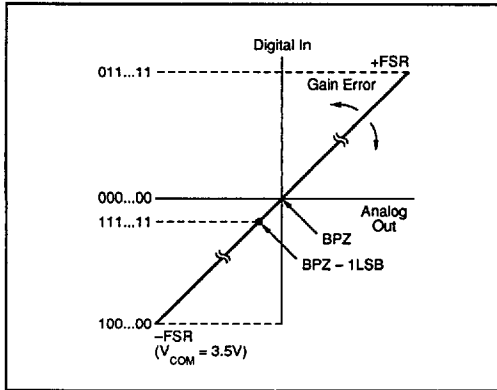 Digital In
011...11
+FSR
Gain Error
000...00
Analog
Out
111...11
BPZ
BPZ – 1LSB
100...00
–FSR
(VCOM = 3.5V)